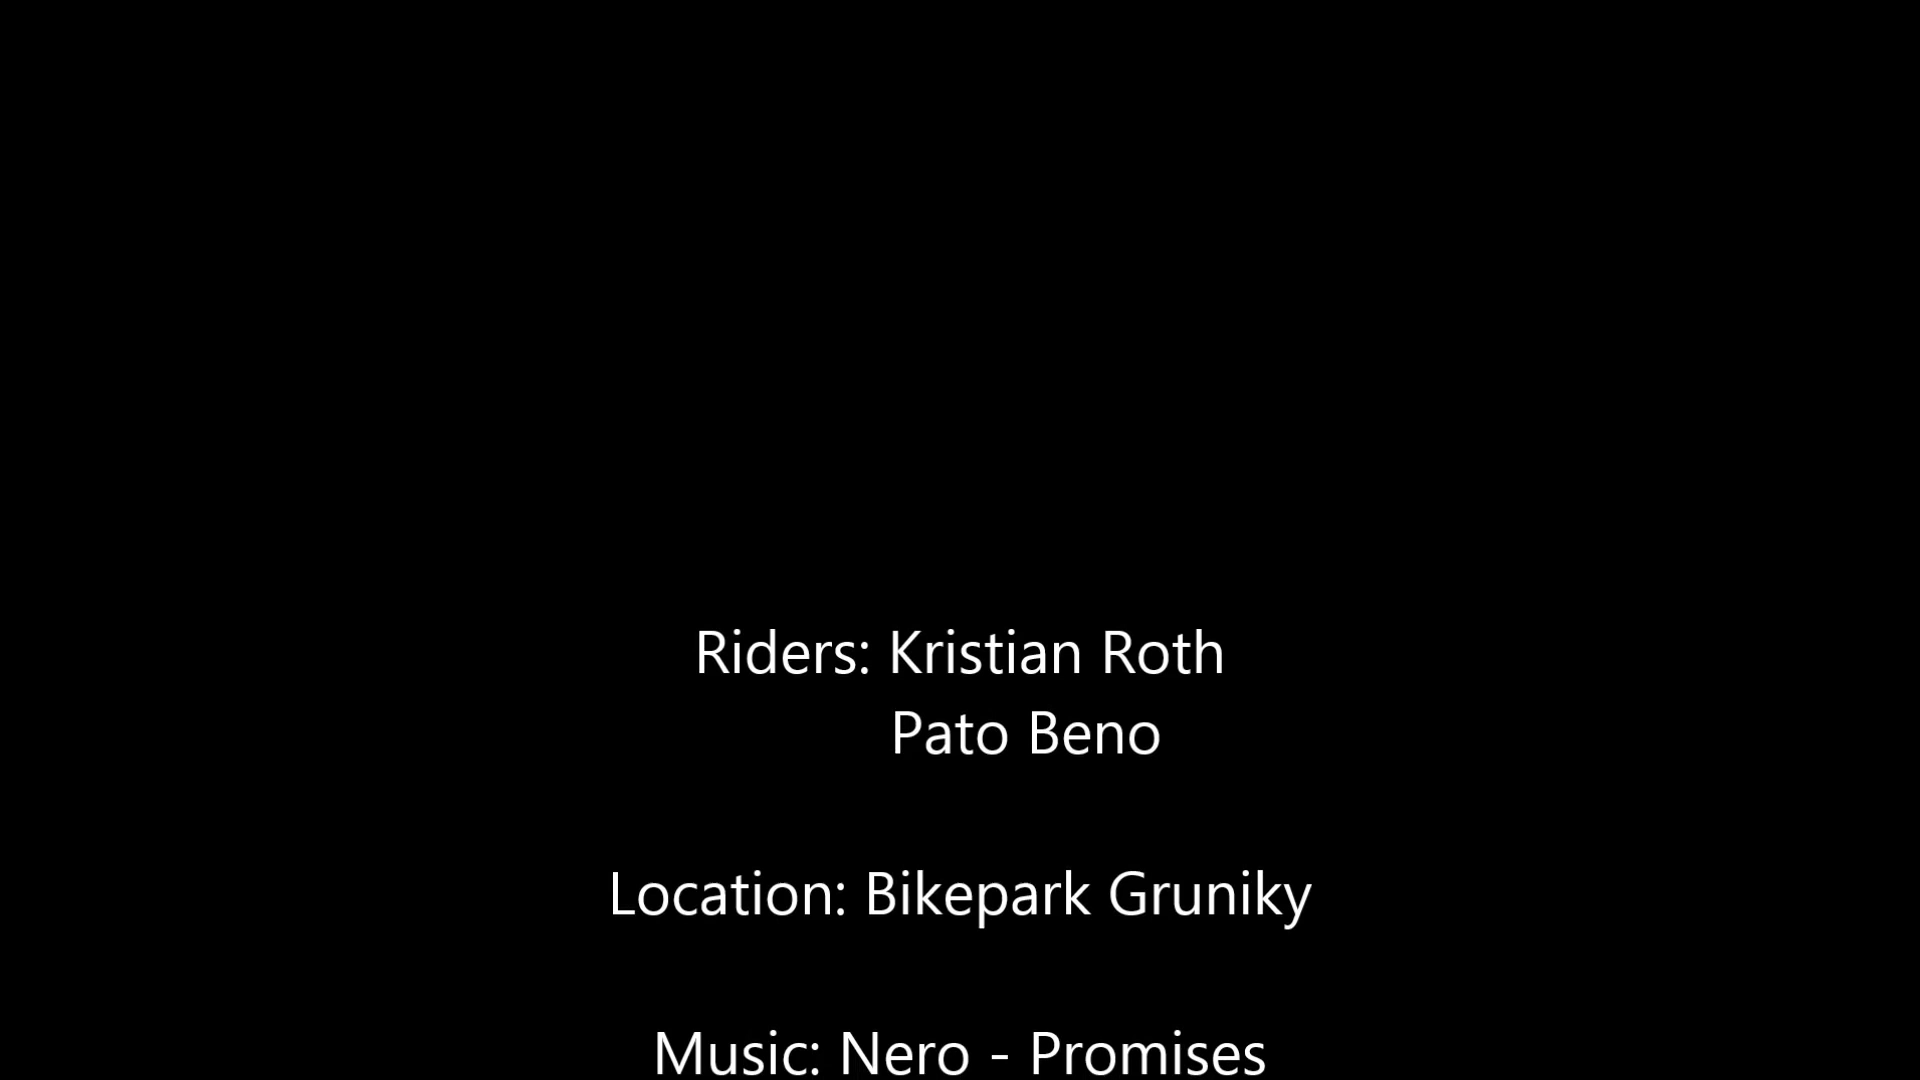 Riders: Kristian Roth
Pato Beno
Location: Bikepark Gruniky
Music: Nero - Promises